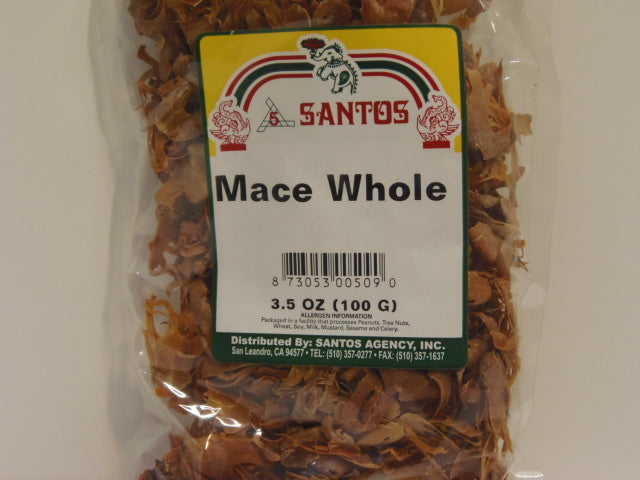 5 SANTOS
Mace Whole
8 73053 00509 0
3.5 OZ (100 G)
ALLERGEN INFORMATION
Packaged in a facility that processes Peanuts, Tree Nuts,
Wheat, Soy, Milk, Mustard, Sesame and Celery.
Distributed By: SANTOS AGENCY, INC.
San Leandro, CA 94577 • TEL: (510) 357-0277 • FAX: (510) 357-1637